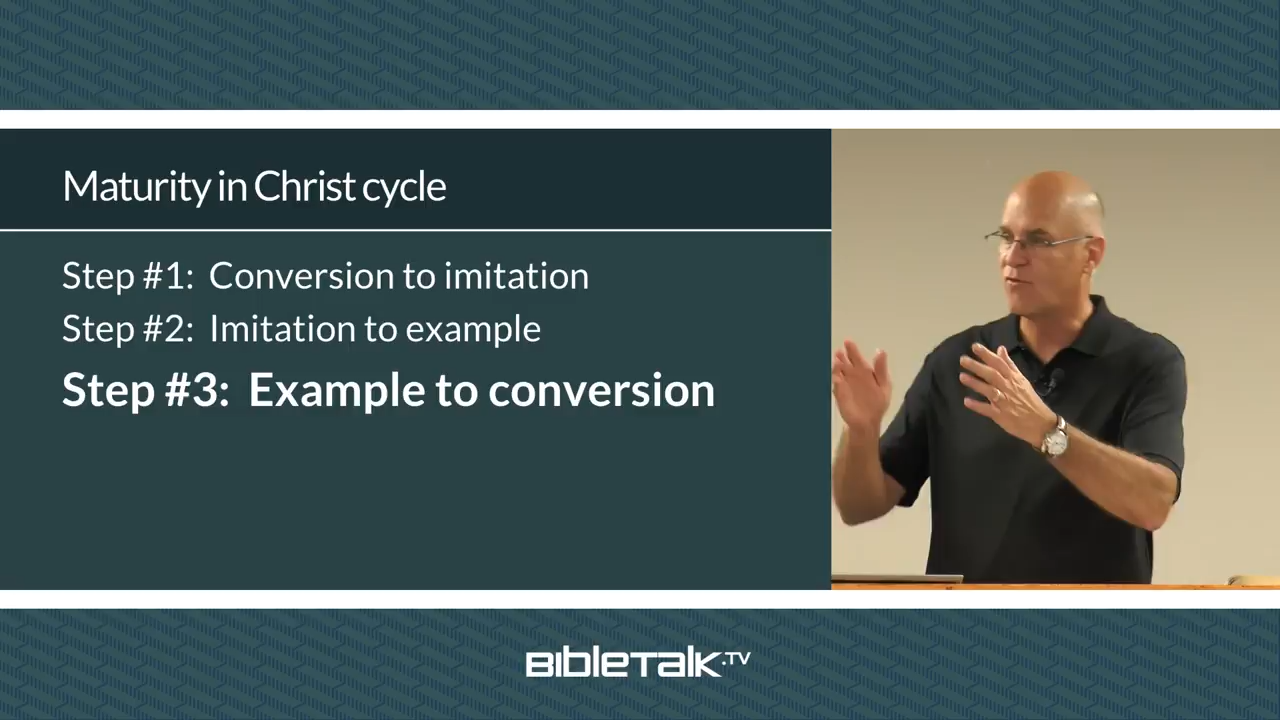 Maturity in Christ cycle
Step #1: Conversion to imitation
Step #2: Imitation to example
Step #3: Example to conversion
BIBLETALK.TV